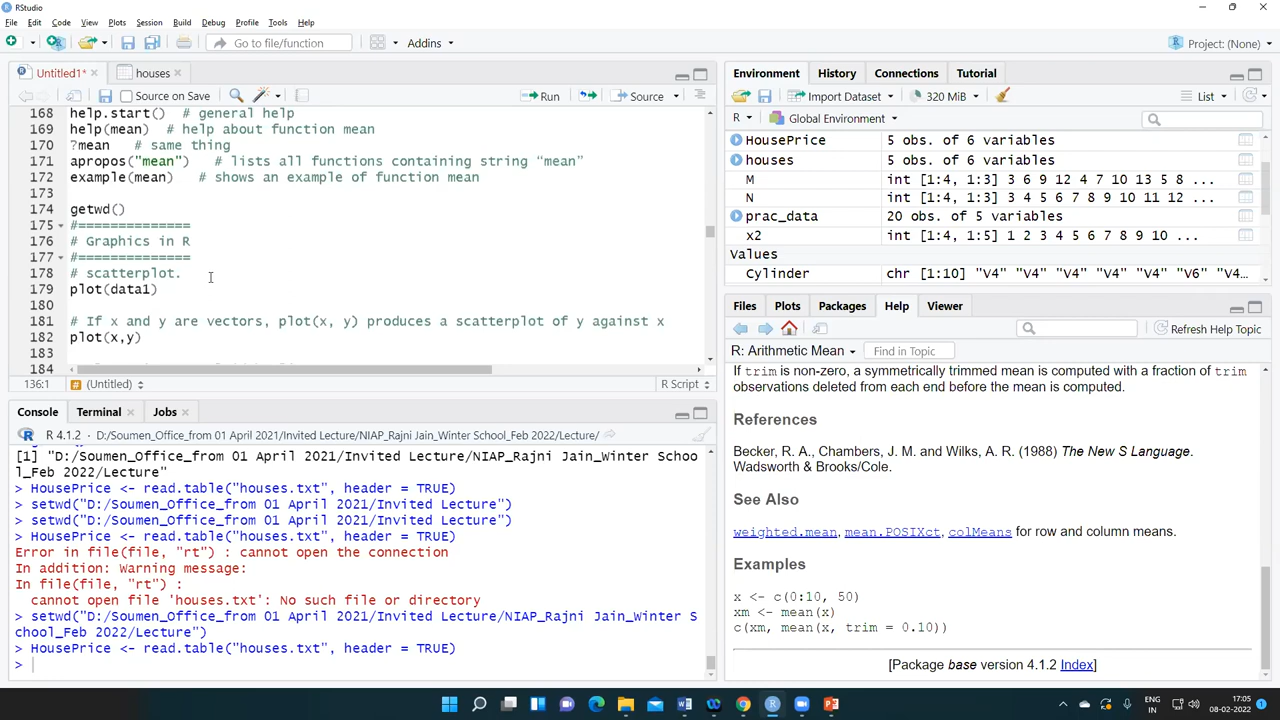 RStudio
File Edit Code View Plots Session Build Debug Profile Tools Help
Go to file/function Addins Project: (None)
Untitled1* houses
Source on Save Run Source
168 help.start() # general help
169 help(mean) # help about function mean
170 ?mean # same thing
171 apropos("mean") # lists all functions containing string “mean”
172 example(mean) # shows an example of function mean
173
174 getwd()
175 #==============
176 # Graphics in R
177 #==============
178 # scatterplot.
179 plot(data1)
180
181 # If x and y are vectors, plot(x, y) produces a scatterplot of y against x
182 plot(x,y)
183
184
136:1 # (Untitled) R Script
Console Terminal Jobs
R 4.1.2 · D:/Soumen_Office_from 01 April 2021/Invited Lecture/NIAP_Rajni Jain_Winter School_Feb 2022/Lecture/
[1] "D:/Soumen_Office_from 01 April 2021/Invited Lecture/NIAP_Rajni Jain_Winter Schoo
l_Feb 2022/Lecture"
> HousePrice <- read.table("houses.txt", header = TRUE)
> setwd("D:/Soumen_Office_from 01 April 2021/Invited Lecture")
> setwd("D:/Soumen_Office_from 01 April 2021/Invited Lecture")
> HousePrice <- read.table("houses.txt", header = TRUE)
Error in file(file, "rt") : cannot open the connection
In addition: Warning message:
In file(file, "rt") :
cannot open file 'houses.txt': No such file or directory
> setwd("D:/Soumen_Office_from 01 April 2021/Invited Lecture/NIAP_Rajni Jain_Winter S
chool_Feb 2022/Lecture")
> HousePrice <- read.table("houses.txt", header = TRUE)
>
Environment History Connections Tutorial
Import Dataset 320 MiB List
R Global Environment
HousePrice 5 obs. of 6 variables
houses 5 obs. of 6 variables
M int [1:4, 1:3] 3 6 9 12 4 7 10 13 5 8 ...
N int [1:4, 1:3] 3 4 5 6 7 8 9 10 11 12 ...
prac_data 20 obs. of 5 variables
x2 int [1:4, 1:5] 1 2 3 4 5 6 7 8 9 10 ...
Values
Cylinder chr [1:10] "V4" "V4" "V4" "V4" "V4" "V6" "V4…
Files Plots Packages Help Viewer
Refresh Help Topic
R: Arithmetic Mean Find in Topic
If trim is non-zero, a symmetrically trimmed mean is computed with a fraction of trim
observations deleted from each end before the mean is computed.
References
Becker, R. A., Chambers, J. M. and Wilks, A. R. (1988) The New S Language.
Wadsworth & Brooks/Cole.
See Also
weighted.mean, mean.POSIXct, colMeans for row and column means.
Examples
x <- c(0:10, 50)
xm <- mean(x)
c(xm, mean(x, trim = 0.10))
[Package base version 4.1.2 Index]
ENG
IN
17:05
08-02-2022